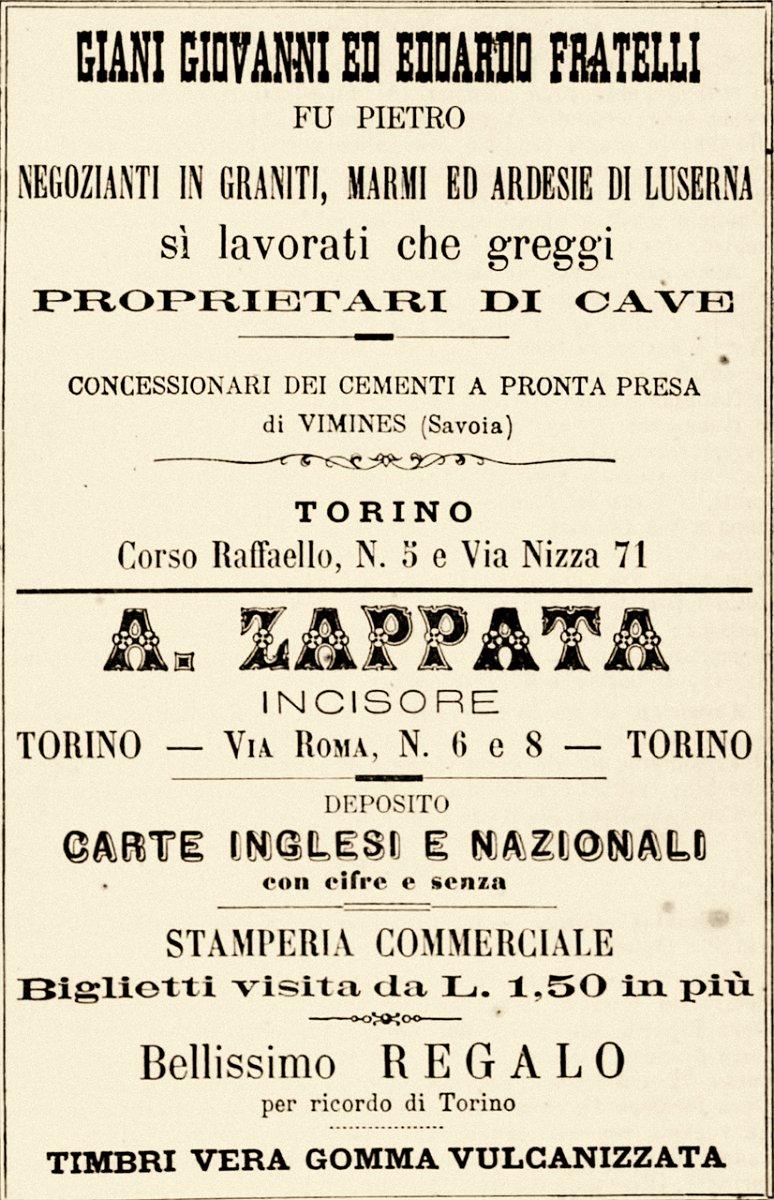 GIANI GIOVANNI ED EDOARDO FRATELLI
FU PIETRO
NEGOZIANTI IN GRANITI, MARMI ED ARDESIE DI LUSERNA
sì lavorati che greggi
PROPRIETARI DI CAVE
CONCESSIONARI DEI CEMENTI A PRONTA PRESA
di VIMINES (Savoia)
TORINO
Corso Raffaello, N. 5 e Via Nizza 71
A. ZAPPATA
INCISORE
TORINO — VIA ROMA, N. 6 e 8 — TORINO
DEPOSITO
CARTE INGLESI E NAZIONALI
con cifre e senza
STAMPERIA COMMERCIALE
Biglietti visita da L. 1,50 in più
Bellissimo REGALO
per ricordo di Torino
TIMBRI VERA GOMMA VULCANIZZATA